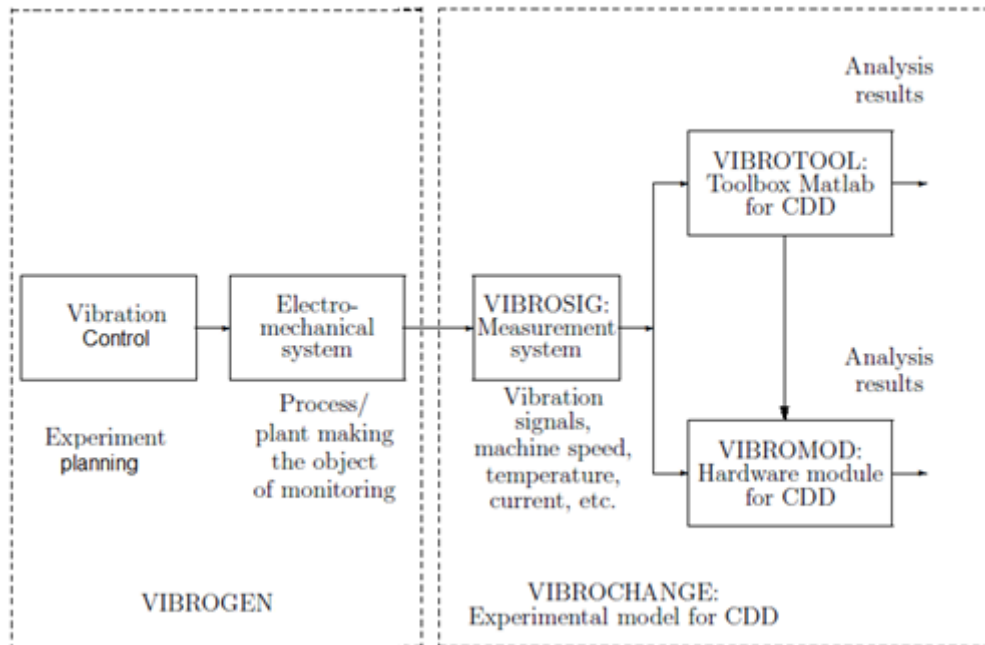 Vibration
Control
Experiment
planning
Electro-
mechanical
system
Process/
plant making
the object
of monitoring
VIBROGEN
VIBROSIG:
Measurement
system
Vibration
signals,
machine speed,
temperature,
current, etc.
Analysis
results
VIBROTOOL:
Toolbox Matlab
for CDD
Analysis
results
VIBROMOD:
Hardware module
for CDD
VIBROCHANGE:
Experimental model for CDD